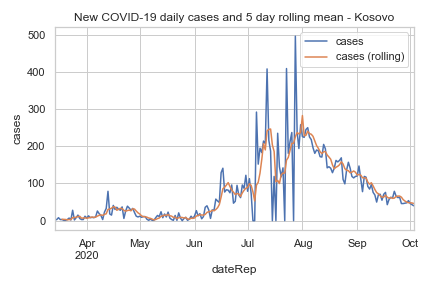 New COVID-19 daily cases and 5 day rolling mean - Kosovo
cases
cases (rolling)
500
400
300
200
100
0
cases
Apr
2020
May
Jun
Jul
Aug
Sep
Oct
dateRep